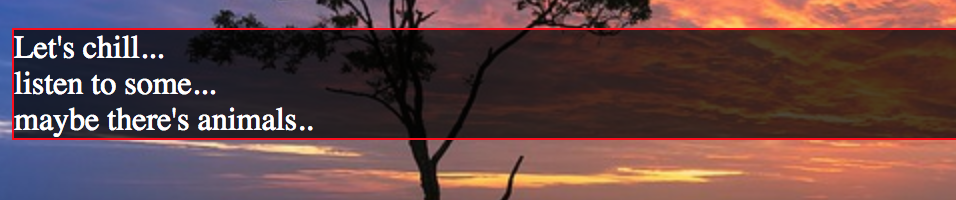 Let's chill...
listen to some...
maybe there's animals..